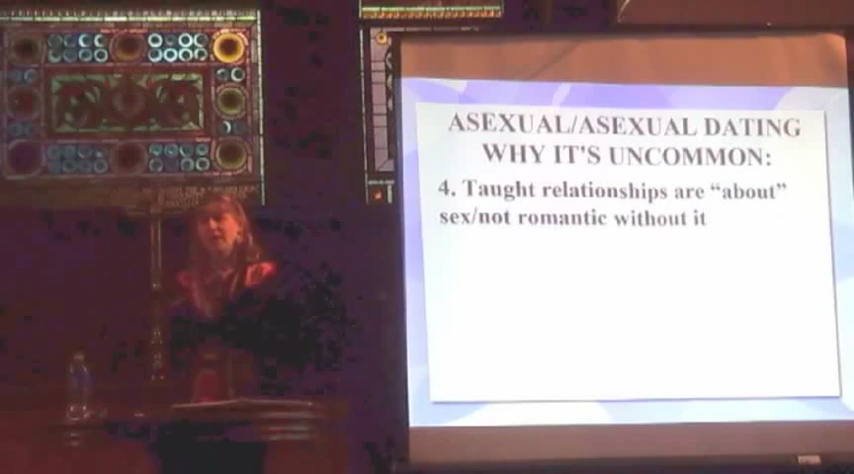 ASEXUAL/ASEXUAL DATING
WHY IT'S UNCOMMON:
4. Taught relationships are “about”
sex/not romantic without it